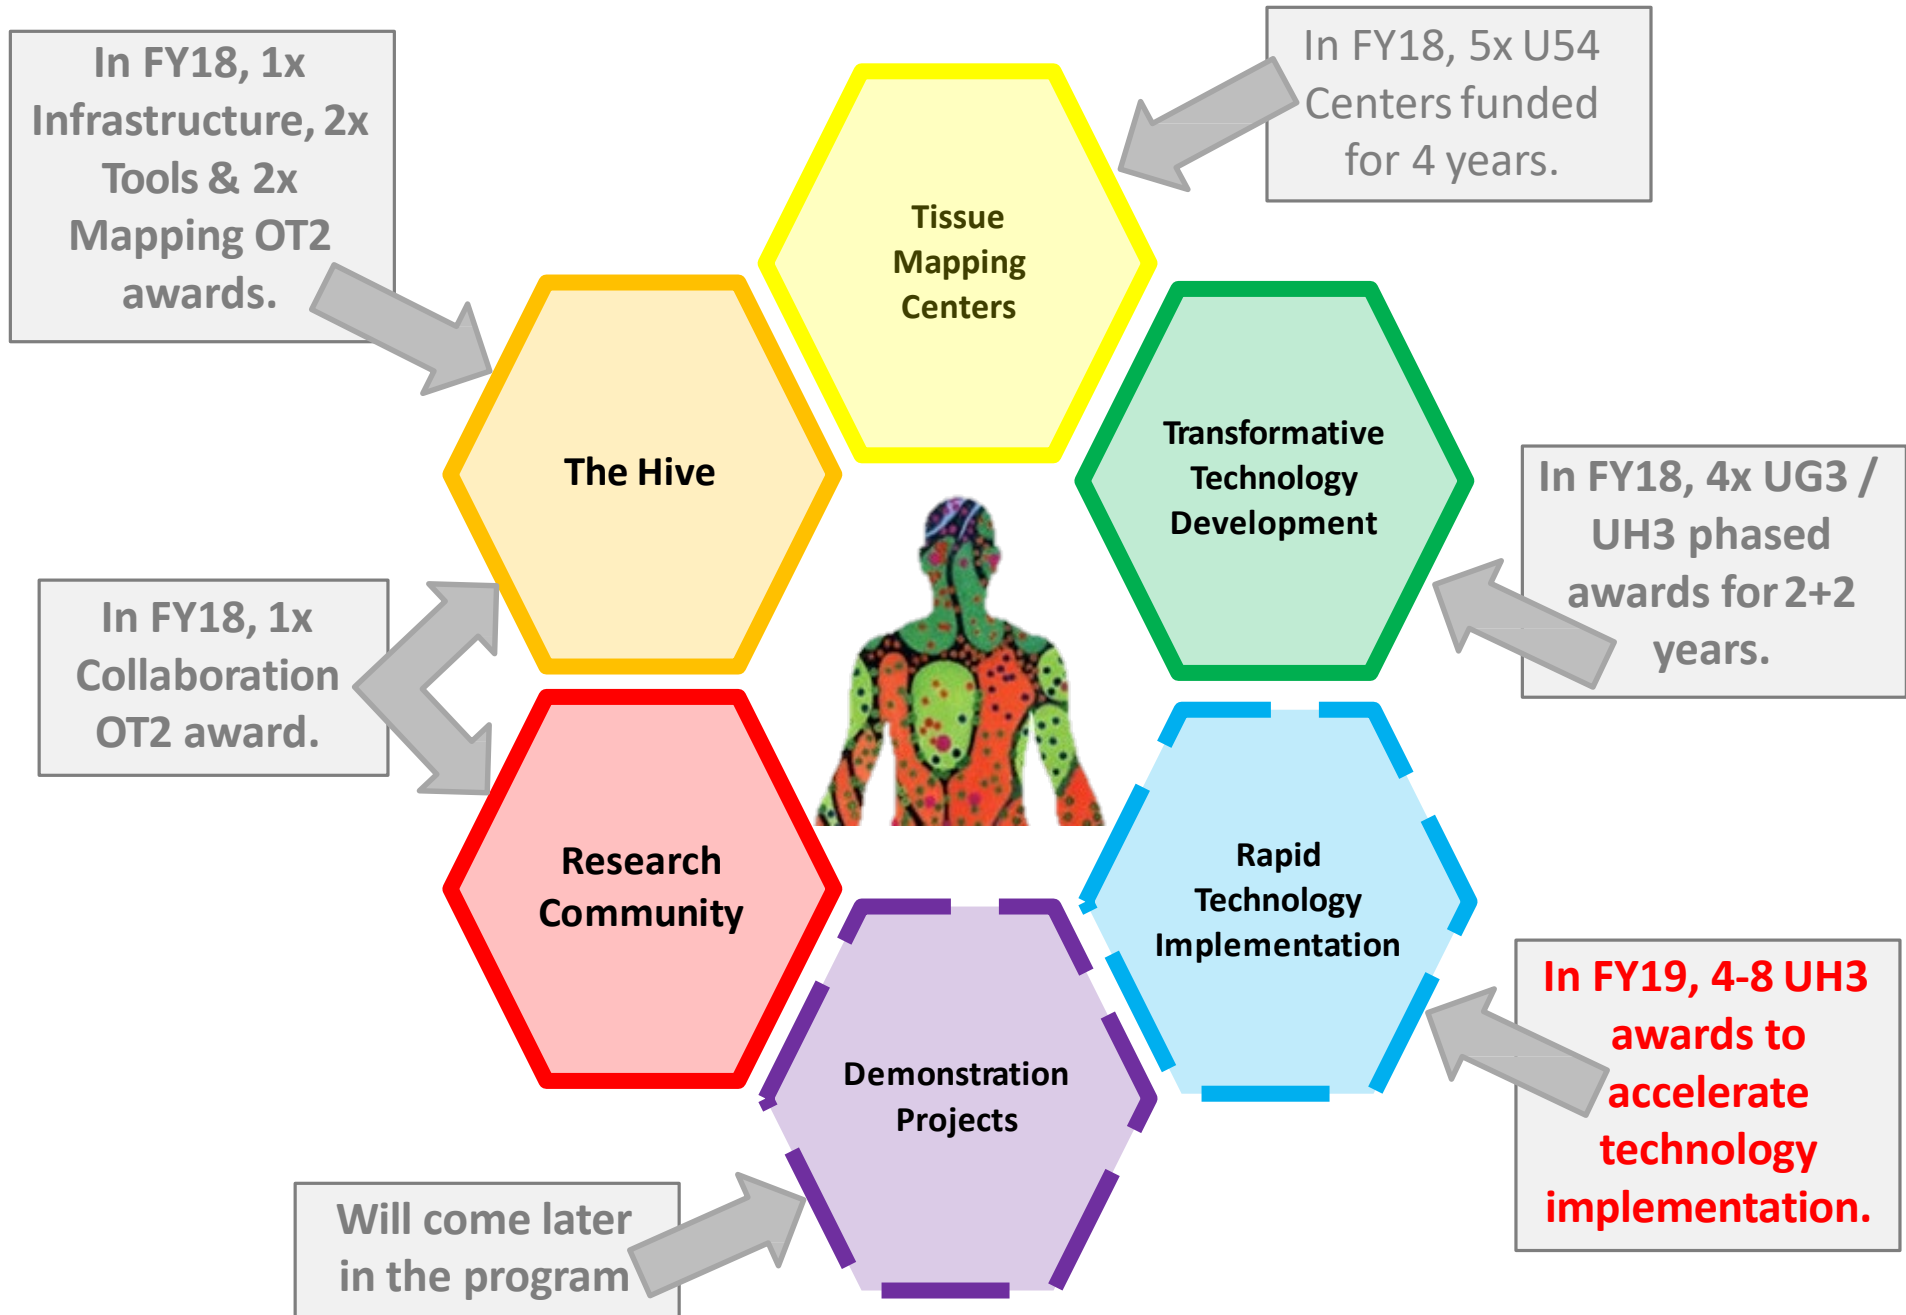 In FY18, 1x
Infrastructure, 2x
Tools & 2x
Mapping OT2
awards.
In FY18, 5x U54
Centers funded
for 4 years.
Tissue
Mapping
Centers
The Hive
Transformative
Technology
Development
In FY18, 4x UG3 /
UH3 phased
awards for 2+2
years.
In FY18, 1x
Collaboration
OT2 award.
Research
Community
Rapid
Technology
Implementation
In FY19, 4-8 UH3
awards to
accelerate
technology
implementation.
Demonstration
Projects
Will come later
in the program